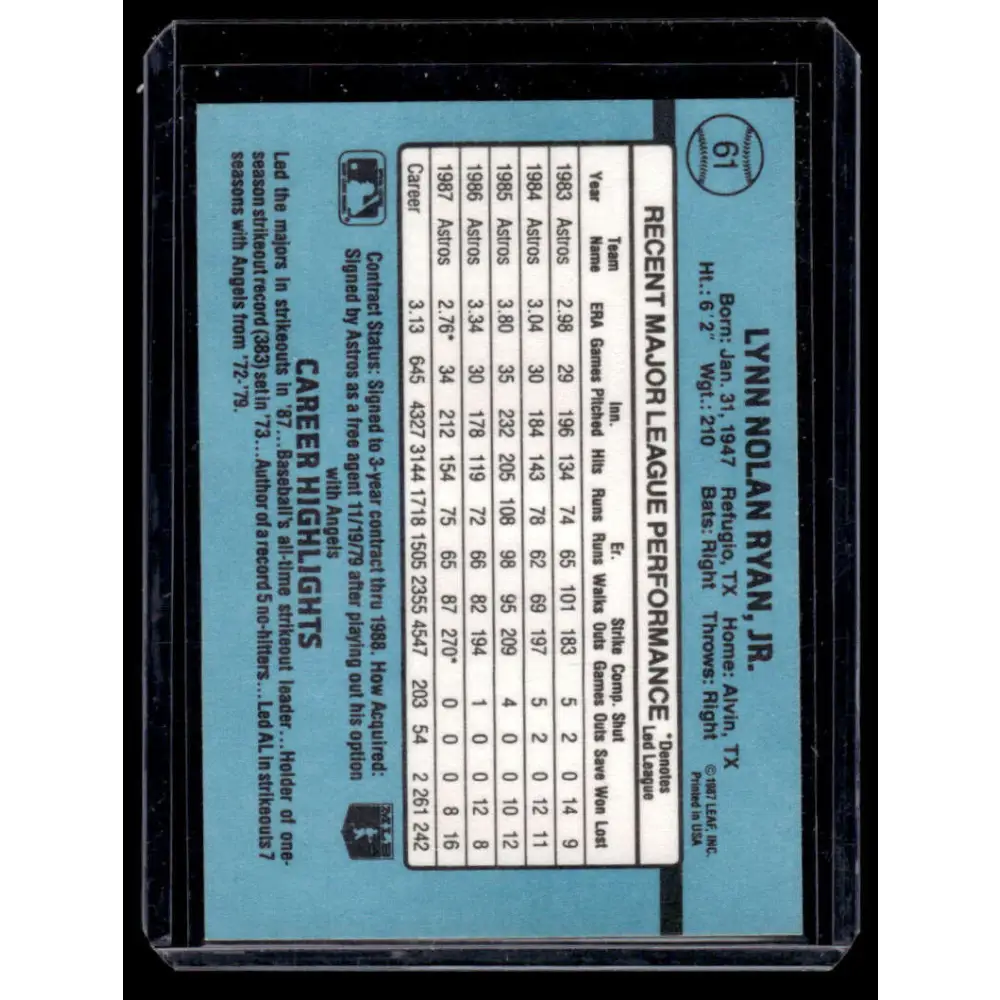 61
LYNN NOLAN RYAN, JR.
Born: Jan. 31, 1947 Refugio, TX Home: Alvin, TX
Ht.: 6'2" Wgt.: 210 Bats: Right Throws: Right
©1987 LEAF, INC.
Printed in USA
RECENT MAJOR LEAGUE PERFORMANCE
*Denotes
Led League
Team Inn. Er. Strike Comp. Shut
Year Name ERA Games Pitched Hits Runs Runs Walks Outs Games Outs Save Won Lost
1983 Astros 2.98 29 196 134 74 65 101 183 5 2 0 14 9
1984 Astros 3.04 30 184 143 78 62 69 197 5 2 0 12 11
1985 Astros 3.80 35 232 205 108 98 95 209 4 0 0 10 12
1986 Astros 3.34 30 178 119 72 66 82 194 1 0 0 12 8
1987 Astros 2.76* 34 212 154 75 65 87 270* 0 0 0 8 16
Career 3.13 645 4327 3144 1718 1505 2355 4547 203 54 2 261 242
Contract Status: Signed to 3-year contract thru 1988. How Acquired:
Signed by Astros as a free agent 11/19/79 after playing out his option
with Angels
MLB
CAREER HIGHLIGHTS
Led the majors in strikeouts in '87...Baseball's all-time strikeout leader...Holder of one-
season strikeout record (383) set in '73...Author of a record 5 no-hitters...Led AL in strikeouts 7
seasons with Angels from '72-'79.